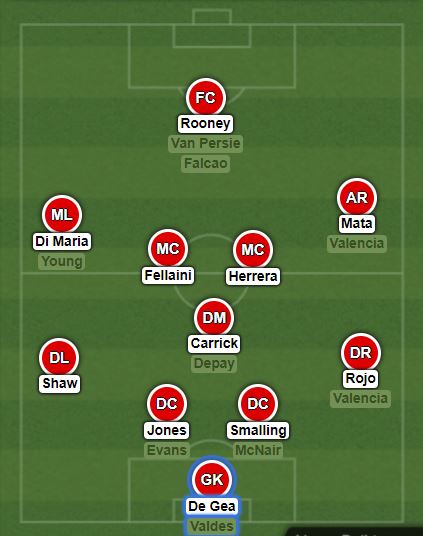 FC
Rooney
Van Persie
Falcao
ML
AR
Di Maria
Mata
Young
Valencia
MC
MC
Fellaini
Herrera
DM
Carrick
Depay
DL
DR
Shaw
Rojo
Valencia
DC
DC
Jones
Smalling
Evans
McNair
GK
De Gea
Valdes